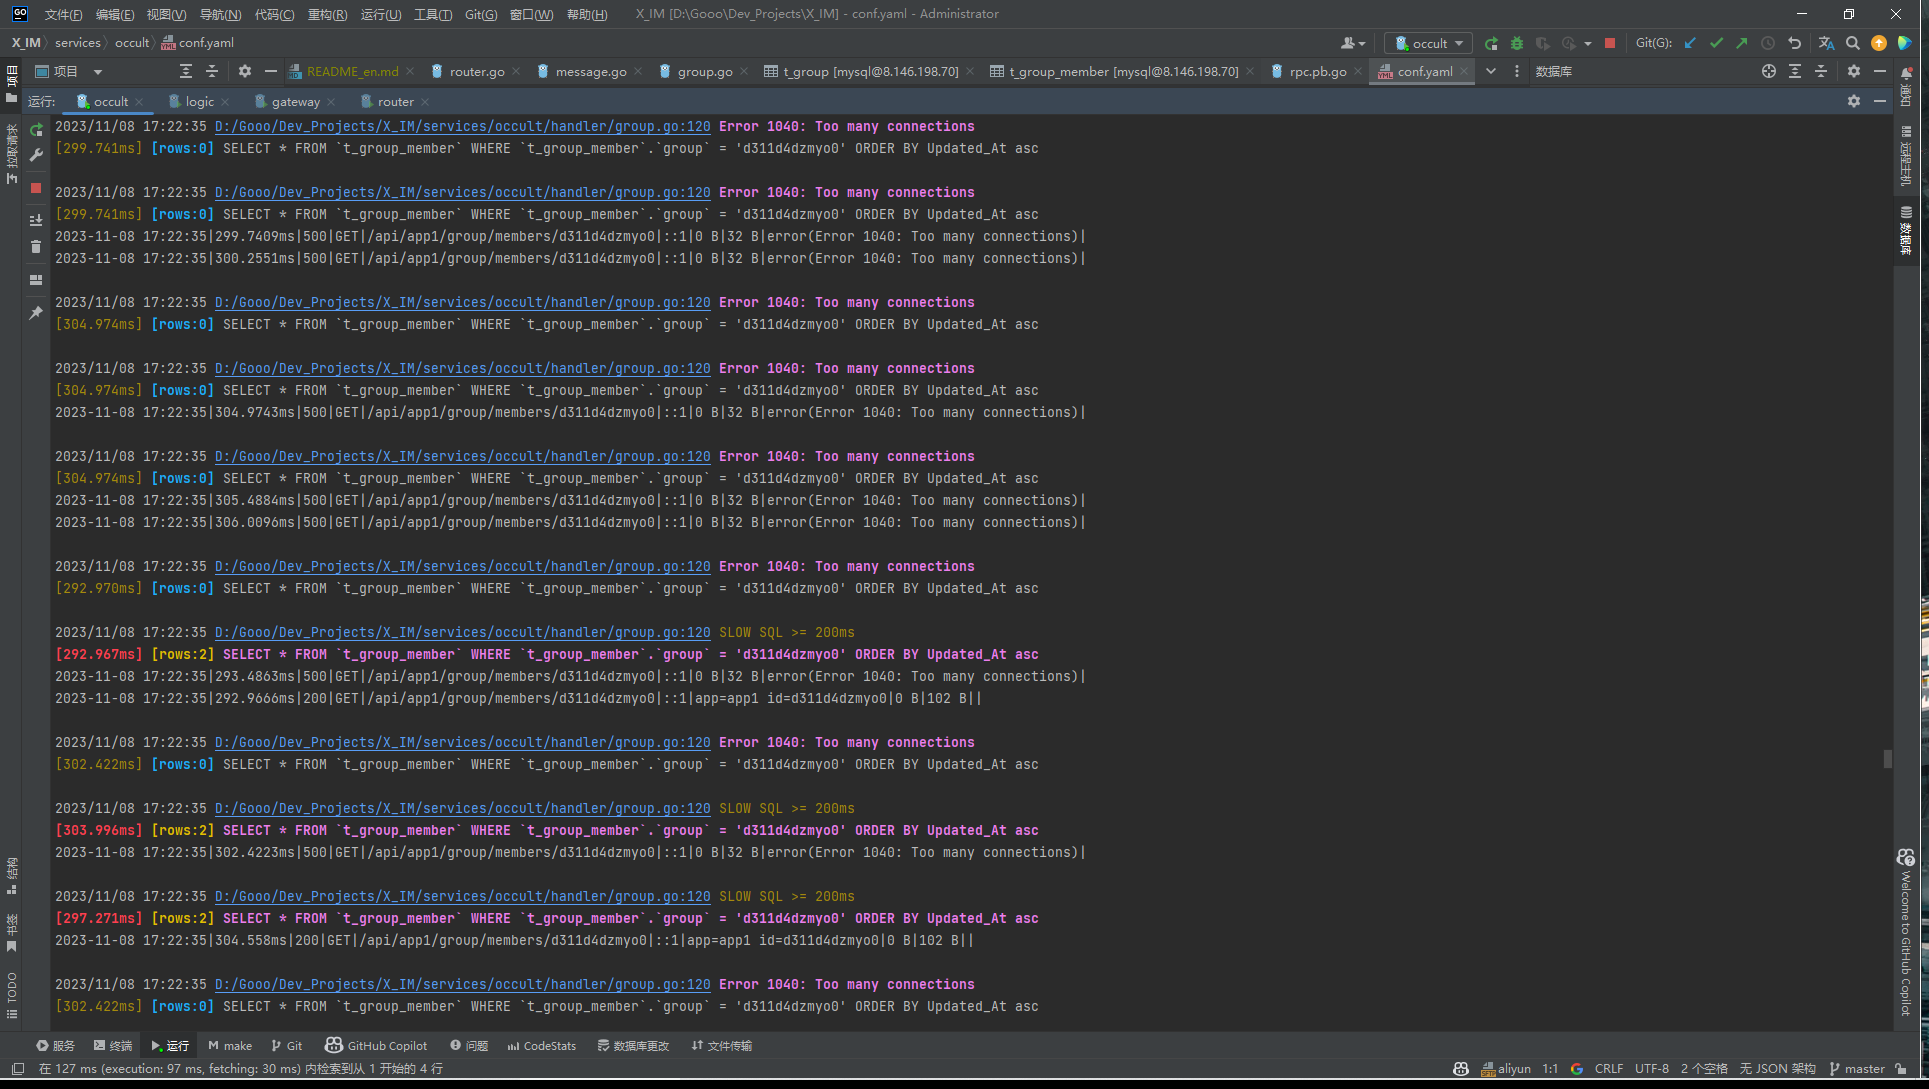 GO 文件(F) 编辑(E) 视图(V) 导航(N) 代码(C) 重构(R) 运行(U) 工具(T) Git(G) 窗口(W) 帮助(H) X_IM [D:\Gooo\Dev_Projects\X_IM] - conf.yaml - Administrator
X_IM services occult conf.yaml occult Git(G):
项目 README_en.md router.go message.go group.go t_group [mysql@8.146.198.70] t_group_member [mysql@8.146.198.70] rpc.pb.go conf.yaml 数据库
运行: occult logic gateway router
2023/11/08 17:22:35 D:/Gooo/Dev_Projects/X_IM/services/occult/handler/group.go:120 Error 1040: Too many connections
[299.741ms] [rows:0] SELECT * FROM `t_group_member` WHERE `t_group_member`.`group` = 'd311d4dzmyo0' ORDER BY Updated_At asc
2023/11/08 17:22:35 D:/Gooo/Dev_Projects/X_IM/services/occult/handler/group.go:120 Error 1040: Too many connections
[299.741ms] [rows:0] SELECT * FROM `t_group_member` WHERE `t_group_member`.`group` = 'd311d4dzmyo0' ORDER BY Updated_At asc
2023-11-08 17:22:35|299.7409ms|500|GET|/api/app1/group/members/d311d4dzmyo0|::1|0 B|32 B|error(Error 1040: Too many connections)|
2023-11-08 17:22:35|300.2551ms|500|GET|/api/app1/group/members/d311d4dzmyo0|::1|0 B|32 B|error(Error 1040: Too many connections)|
2023/11/08 17:22:35 D:/Gooo/Dev_Projects/X_IM/services/occult/handler/group.go:120 Error 1040: Too many connections
[304.974ms] [rows:0] SELECT * FROM `t_group_member` WHERE `t_group_member`.`group` = 'd311d4dzmyo0' ORDER BY Updated_At asc
2023/11/08 17:22:35 D:/Gooo/Dev_Projects/X_IM/services/occult/handler/group.go:120 Error 1040: Too many connections
[304.974ms] [rows:0] SELECT * FROM `t_group_member` WHERE `t_group_member`.`group` = 'd311d4dzmyo0' ORDER BY Updated_At asc
2023-11-08 17:22:35|304.9743ms|500|GET|/api/app1/group/members/d311d4dzmyo0|::1|0 B|32 B|error(Error 1040: Too many connections)|
2023/11/08 17:22:35 D:/Gooo/Dev_Projects/X_IM/services/occult/handler/group.go:120 Error 1040: Too many connections
[304.974ms] [rows:0] SELECT * FROM `t_group_member` WHERE `t_group_member`.`group` = 'd311d4dzmyo0' ORDER BY Updated_At asc
2023-11-08 17:22:35|305.4884ms|500|GET|/api/app1/group/members/d311d4dzmyo0|::1|0 B|32 B|error(Error 1040: Too many connections)|
2023-11-08 17:22:35|306.0096ms|500|GET|/api/app1/group/members/d311d4dzmyo0|::1|0 B|32 B|error(Error 1040: Too many connections)|
2023/11/08 17:22:35 D:/Gooo/Dev_Projects/X_IM/services/occult/handler/group.go:120 Error 1040: Too many connections
[292.970ms] [rows:0] SELECT * FROM `t_group_member` WHERE `t_group_member`.`group` = 'd311d4dzmyo0' ORDER BY Updated_At asc
2023/11/08 17:22:35 D:/Gooo/Dev_Projects/X_IM/services/occult/handler/group.go:120 SLOW SQL >= 200ms
[292.967ms] [rows:2] SELECT * FROM `t_group_member` WHERE `t_group_member`.`group` = 'd311d4dzmyo0' ORDER BY Updated_At asc
2023-11-08 17:22:35|293.4863ms|500|GET|/api/app1/group/members/d311d4dzmyo0|::1|0 B|32 B|error(Error 1040: Too many connections)|
2023-11-08 17:22:35|292.9666ms|200|GET|/api/app1/group/members/d311d4dzmyo0|::1|app=app1 id=d311d4dzmyo0|0 B|102 B||
2023/11/08 17:22:35 D:/Gooo/Dev_Projects/X_IM/services/occult/handler/group.go:120 Error 1040: Too many connections
[302.422ms] [rows:0] SELECT * FROM `t_group_member` WHERE `t_group_member`.`group` = 'd311d4dzmyo0' ORDER BY Updated_At asc
2023/11/08 17:22:35 D:/Gooo/Dev_Projects/X_IM/services/occult/handler/group.go:120 SLOW SQL >= 200ms
[303.996ms] [rows:2] SELECT * FROM `t_group_member` WHERE `t_group_member`.`group` = 'd311d4dzmyo0' ORDER BY Updated_At asc
2023-11-08 17:22:35|302.4223ms|500|GET|/api/app1/group/members/d311d4dzmyo0|::1|0 B|32 B|error(Error 1040: Too many connections)|
2023/11/08 17:22:35 D:/Gooo/Dev_Projects/X_IM/services/occult/handler/group.go:120 SLOW SQL >= 200ms
[297.271ms] [rows:2] SELECT * FROM `t_group_member` WHERE `t_group_member`.`group` = 'd311d4dzmyo0' ORDER BY Updated_At asc
2023-11-08 17:22:35|304.558ms|200|GET|/api/app1/group/members/d311d4dzmyo0|::1|app=app1 id=d311d4dzmyo0|0 B|102 B||
2023/11/08 17:22:35 D:/Gooo/Dev_Projects/X_IM/services/occult/handler/group.go:120 Error 1040: Too many connections
[302.422ms] [rows:0] SELECT * FROM `t_group_member` WHERE `t_group_member`.`group` = 'd311d4dzmyo0' ORDER BY Updated_At asc
项目
拉取请求
结构
书签
TODO
通知
远程主机
数据库
Welcome to GitHub Copilot
服务 终端 运行 make Git GitHub Copilot 问题 CodeStats 数据库更改 文件传输
在 127 ms (execution: 97 ms, fetching: 30 ms) 内检索到从 1 开始的 4 行 aliyun 1:1 CRLF UTF-8 2 个空格 无 JSON 架构 master